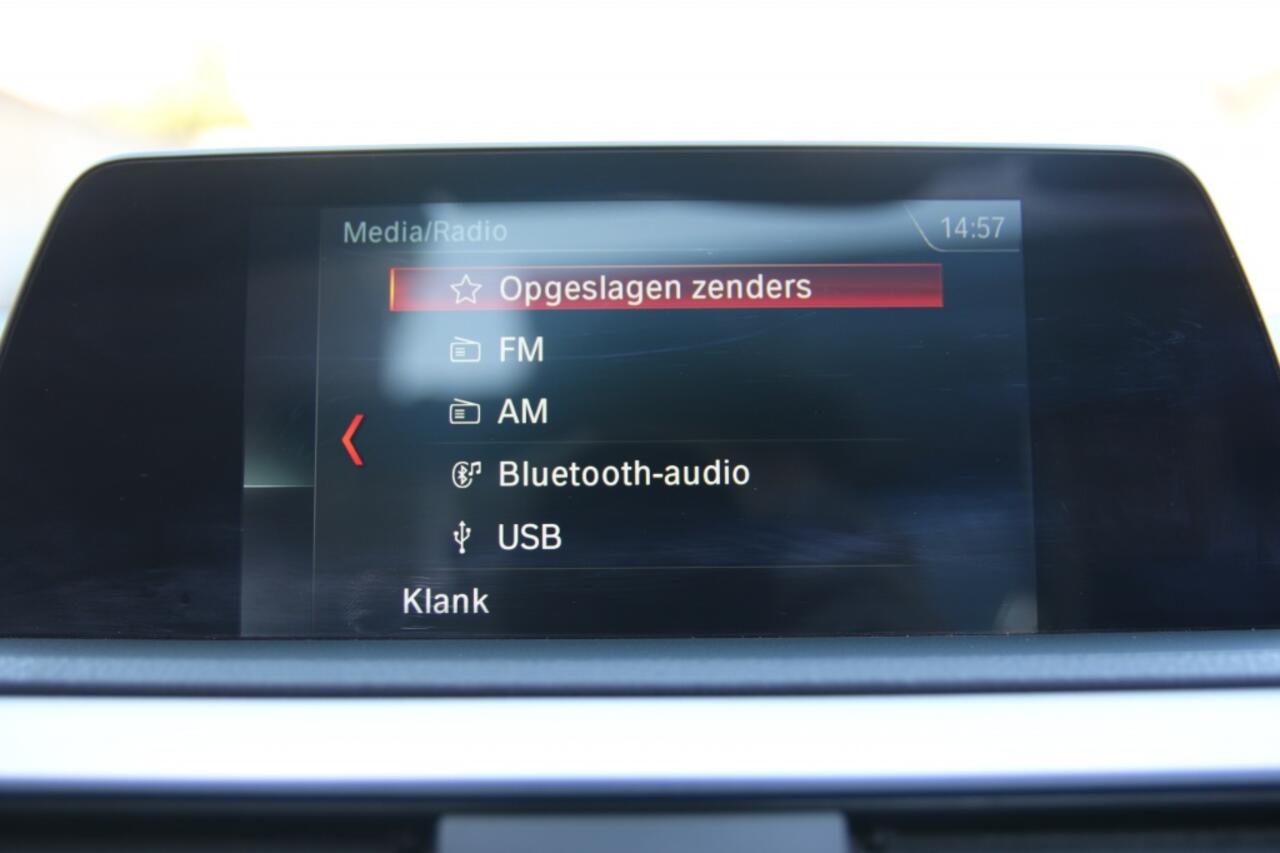 Media/Radio 14:57
Opgeslagen zenders
FM
AM
Bluetooth-audio
USB
Klank